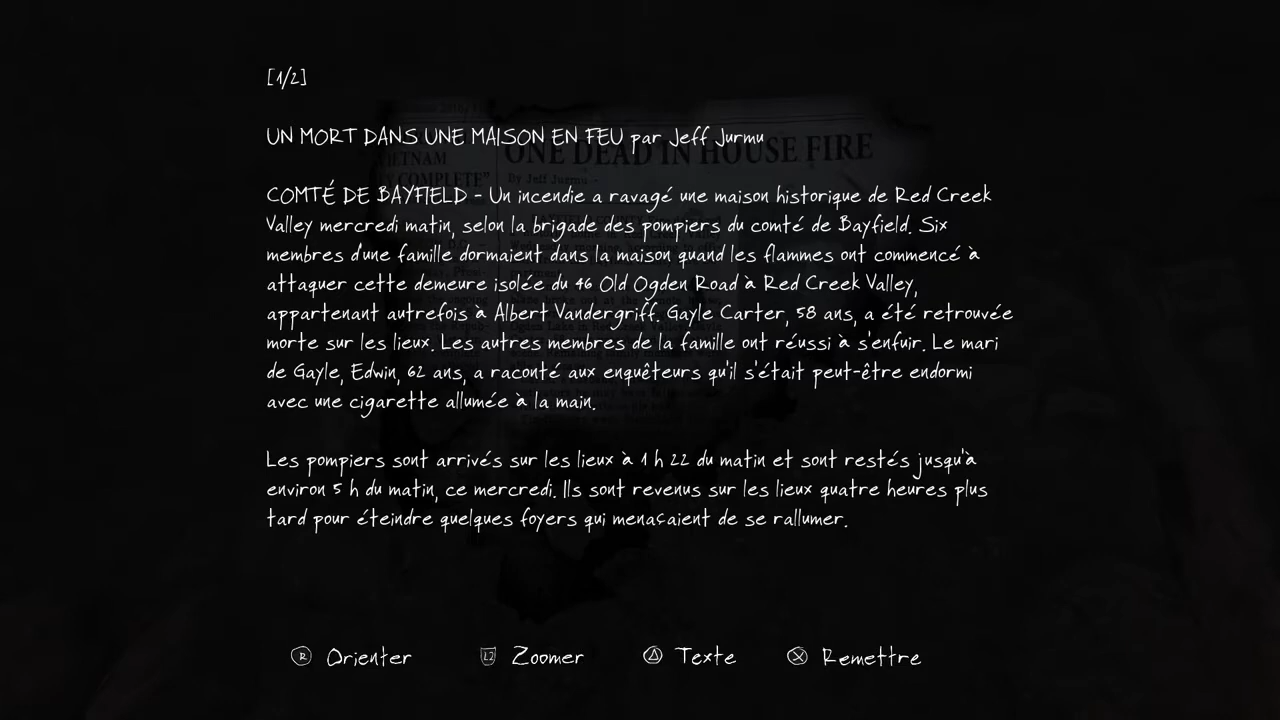 [1/2]
UN MORT DANS UNE MAISON EN FEU par Jeff Jurmu
ONE DEAD IN HOUSE FIRE
By Jeff Jurmu
COMPLETE"
COMTÉ DE BAYFIELD - Un incendie a ravagé une maison historique de Red Creek
Valley mercredi matin, selon la brigade des pompiers du comté de Bayfield. Six
membres d'une famille dormaient dans la maison quand les flammes ont commencé à
attaquer cette demeure isolée du 46 Old Ogden Road à Red Creek Valley,
appartenant autrefois à Albert Vandergriff. Gayle Carter, 58 ans, a été retrouvée
morte sur les lieux. Les autres membres de la famille ont réussi à s'enfuir. Le mari
de Gayle, Edwin, 62 ans, a raconté aux enquêteurs qu'il s'était peut-être endormi
avec une cigarette allumée à la main.
Les pompiers sont arrivés sur les lieux à 1 h 22 du matin et sont restés jusqu'à
environ 5 h du matin, ce mercredi. Ils sont revenus sur les lieux quatre heures plus
tard pour éteindre quelques foyers qui menaçaient de se rallumer.
R Orienter L2 Zoomer Texte Remettre